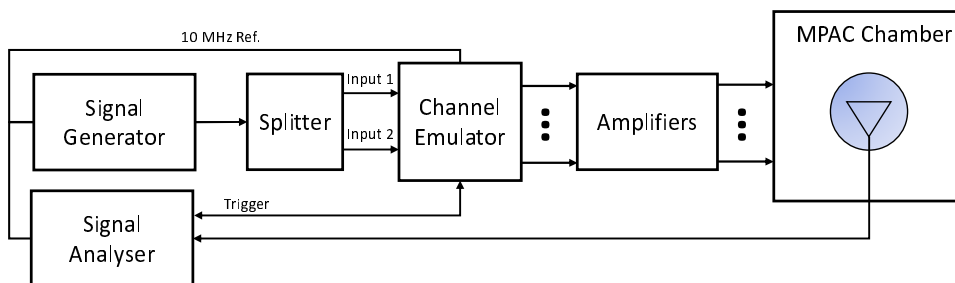 10 MHz Ref.
MPAC Chamber
Signal
Generator
Splitter
Input 1
Input 2
Channel
Emulator
Amplifiers
Trigger
Signal
Analyser